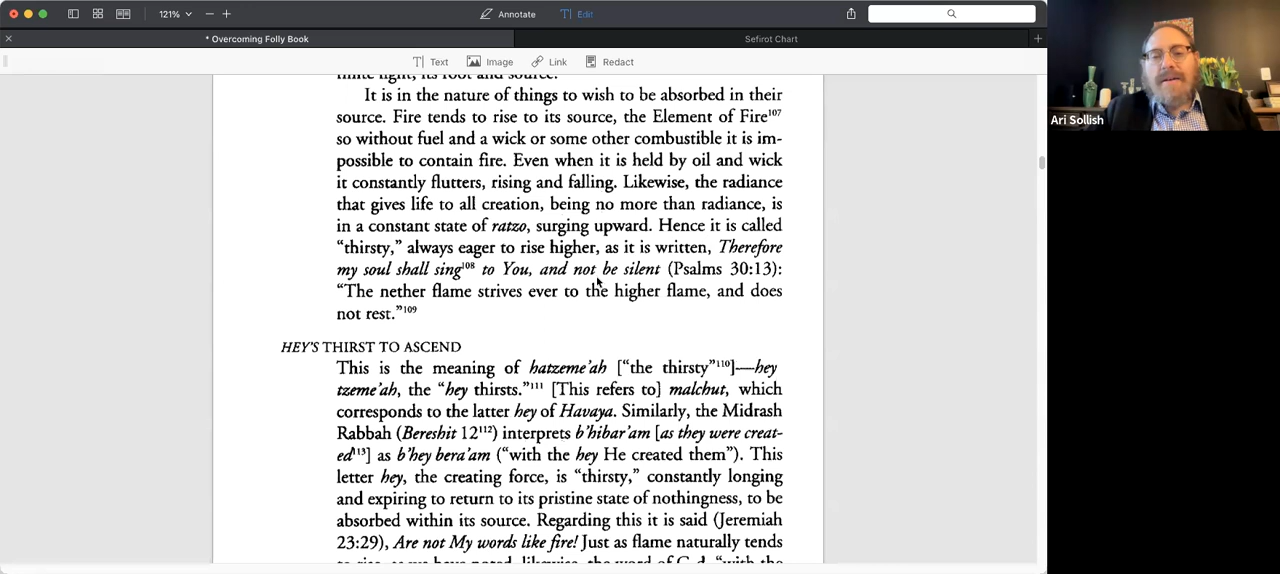 121%
Annotate
Edit
* Overcoming Folly Book
Sefirot Chart
Text
Image
Link
Redact
Ari Sollish
inite light, its root and source.
It is in the nature of things to wish to be absorbed in their
source. Fire tends to rise to its source, the Element of Fire107
so without fuel and a wick or some other combustible it is im-
possible to contain fire. Even when it is held by oil and wick
it constantly flutters, rising and falling. Likewise, the radiance
that gives life to all creation, being no more than radiance, is
in a constant state of ratzo, surging upward. Hence it is called
“thirsty,” always eager to rise higher, as it is written, Therefore
my soul shall sing108 to You, and not be silent (Psalms 30:13):
“The nether flame strives ever to the higher flame, and does
not rest.”109
HEY'S THIRST TO ASCEND
This is the meaning of hatzeme'ah [“the thirsty”110]—hey
tzeme'ah, the “hey thirsts.”111 [This refers to] malchut, which
corresponds to the latter hey of Havaya. Similarly, the Midrash
Rabbah (Bereshit 12112) interprets b'hibar'am [as they were creat-
ed113] as b'hey bera'am (“with the hey He created them”). This
letter hey, the creating force, is “thirsty,” constantly longing
and expiring to return to its pristine state of nothingness, to be
absorbed within its source. Regarding this it is said (Jeremiah
23:29), Are not My words like fire! Just as flame naturally tends